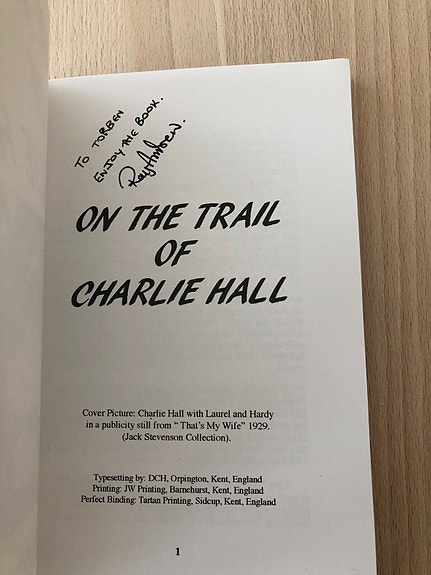 TO TORBEN
ENJOY THE BOOK.
Ray Andrew.
ON THE TRAIL
OF
CHARLIE HALL
Cover Picture: Charlie Hall with Laurel and Hardy
in a publicity still from “ That's My Wife” 1929.
(Jack Stevenson Collection).
Typesetting by: DCH, Orpington, Kent, England
Printing: JW Printing, Barnehurst, Kent, England
Perfect Binding: Tartan Printing, Sidcup, Kent, England
1